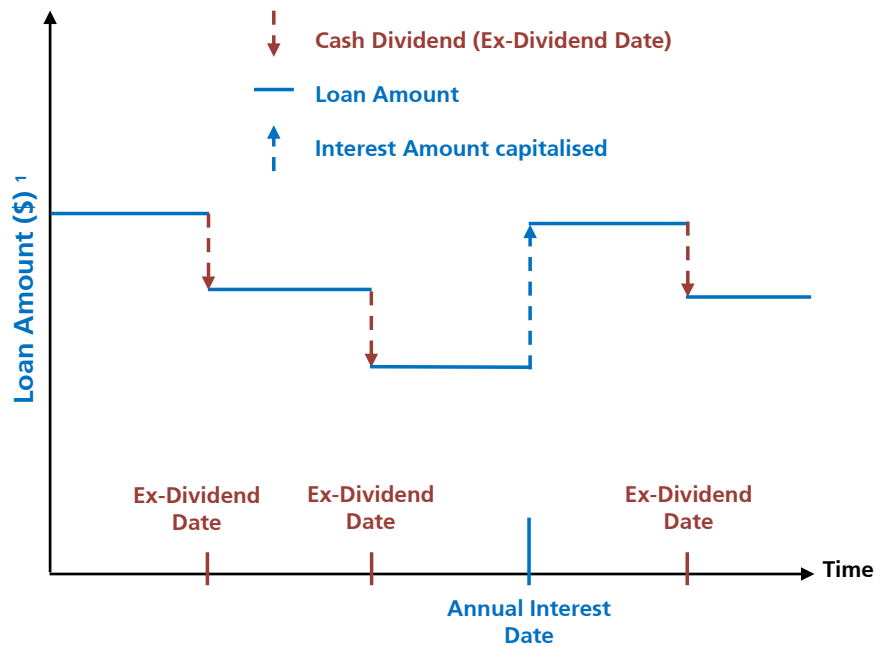 Cash Dividend (Ex-Dividend Date)
Loan Amount
Interest Amount capitalised
Loan Amount ($) ¹
Ex-Dividend
Date
Ex-Dividend
Date
Ex-Dividend
Date
Time
Annual Interest
Date